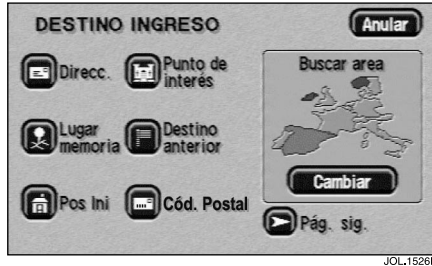 DESTINO INGRESO
Anular
Direcc.
Punto de
interés
Buscar area
Lugar
memoria
Destino
anterior
Cambiar
Pos Ini
Cód. Postal
Pág. sig.
JOL.1526I